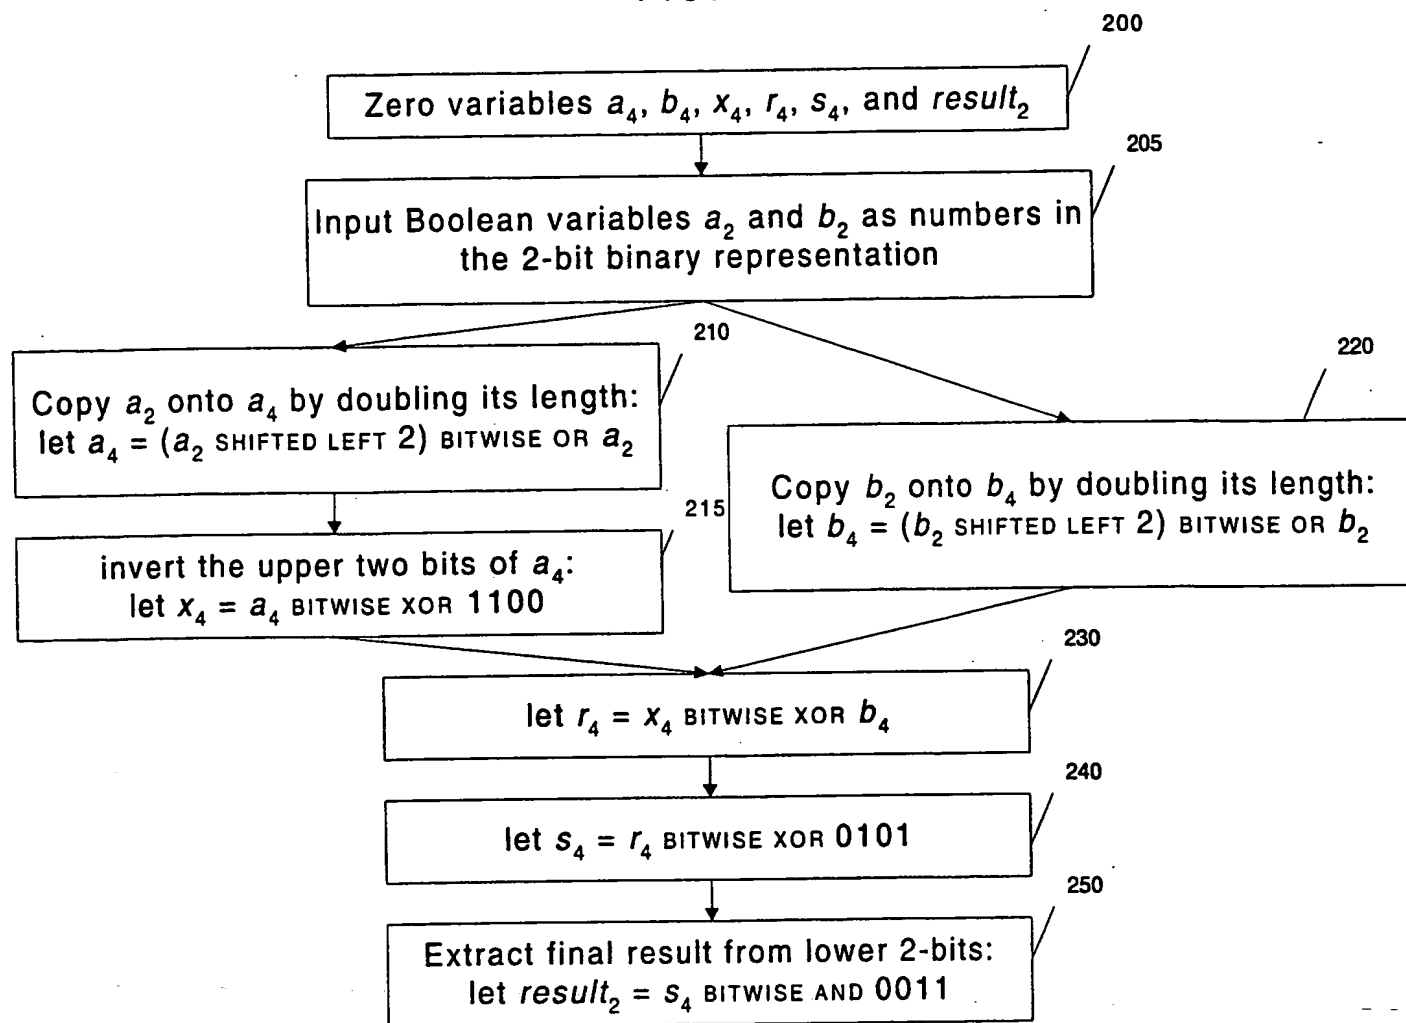 200
Zero variables a4, b4, x4, r4, s4, and result2
205
Input Boolean variables a2 and b2 as numbers in
the 2-bit binary representation
210
Copy a2 onto a4 by doubling its length:
let a4 = (a2 SHIFTED LEFT 2) BITWISE OR a2
220
Copy b2 onto b4 by doubling its length:
let b4 = (b2 SHIFTED LEFT 2) BITWISE OR b2
215
invert the upper two bits of a4:
let x4 = a4 BITWISE XOR 1100
230
let r4 = x4 BITWISE XOR b4
240
let s4 = r4 BITWISE XOR 0101
250
Extract final result from lower 2-bits:
let result2 = s4 BITWISE AND 0011